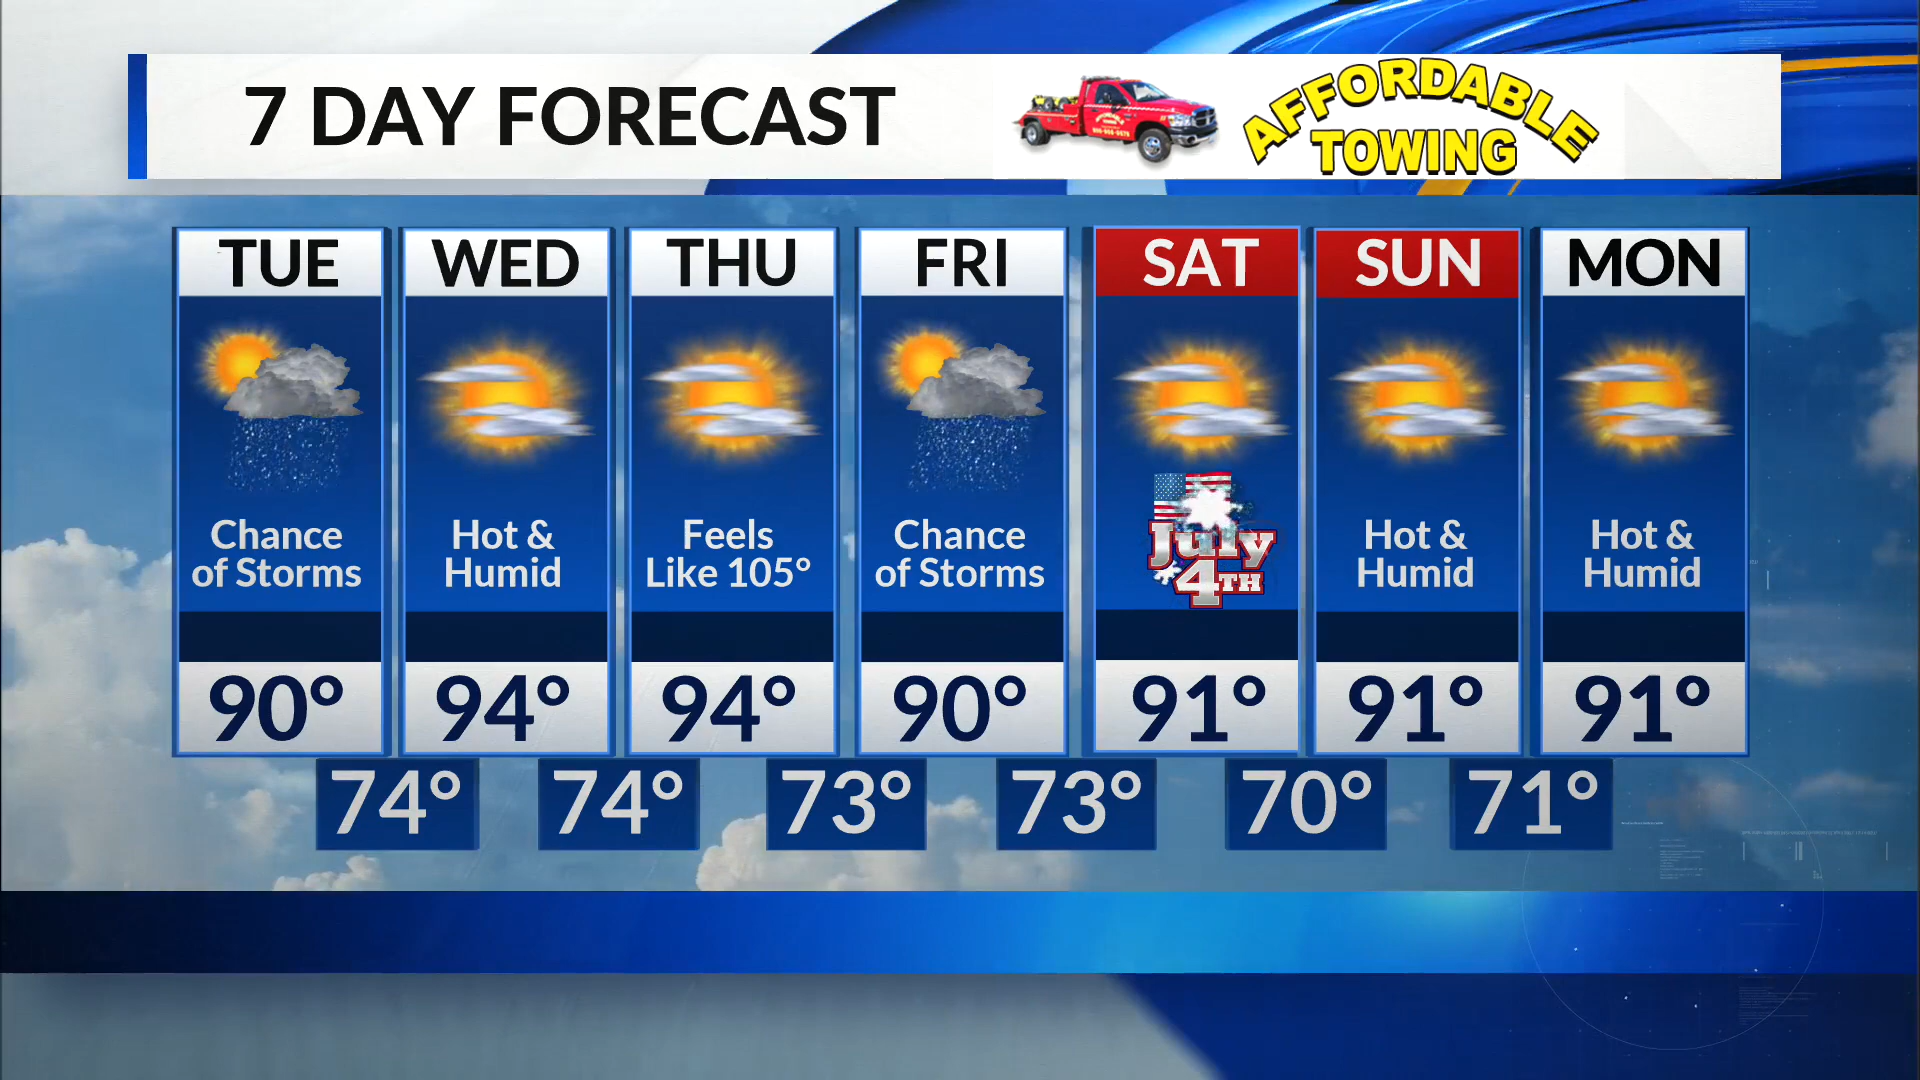 7 DAY FORECAST
AFFORDABLE
TOWING
TUE WED THU FRI SAT SUN MON
Chance
of Storms
Hot &
Humid
Feels
Like 105°
Chance
of Storms
July
4TH
Hot &
Humid
Hot &
Humid
90° 94° 94° 90° 91° 91° 91°
74° 74° 73° 73° 70° 71°